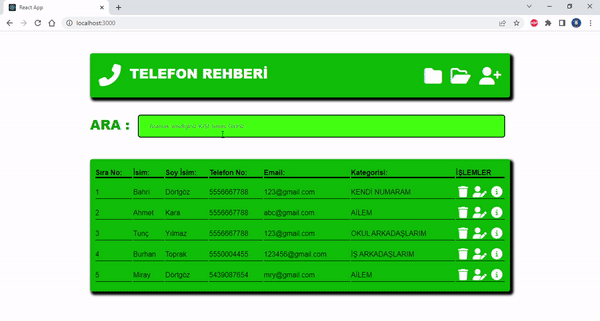 React App
localhost:3000
TELEFON REHBERİ
ARA :
Sıra No: İsim: Soy İsim: Telefon No: Email: Kategorisi: İŞLEMLER
1 Bahri Dörtgöz 5556667788 123@gmail.com KENDİ NUMARAM
2 Ahmet Kara 5556667788 abc@gmail.com AİLEM
3 Tunç Yılmaz 5556667788 123@gmail.com OKUL ARKADAŞLARIM
4 Burhan Toprak 5550004455 123456@gmail.com İŞ ARKADAŞLARIM
5 Miray Dörtgöz 5439087654 mry@gmail.com AİLEM